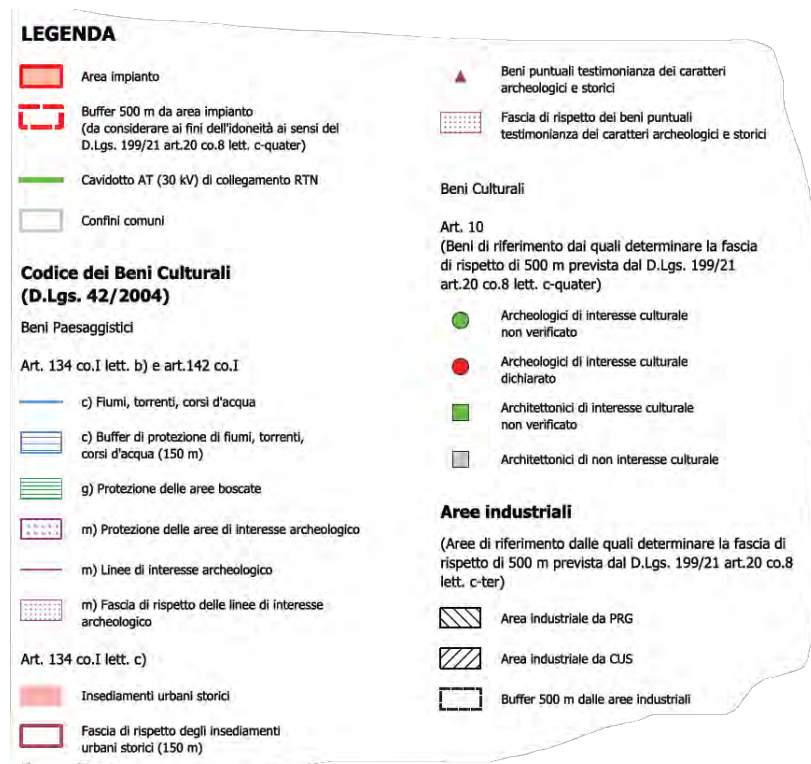 LEGENDA
Area impianto
Buffer 500 m da area impianto
(da considerare ai fini dell'idoneità ai sensi del
D.Lgs. 199/21 art.20 co.8 lett. c-quater)
Cavidotto AT (30 kV) di collegamento RTN
Confini comuni
Codice dei Beni Culturali
(D.Lgs. 42/2004)
Beni Paesaggistici
Art. 134 co.I lett. b) e art.142 co.I
c) Fiumi, torrenti, corsi d'acqua
c) Buffer di protezione di fiumi, torrenti,
corsi d'acqua (150 m)
g) Protezione delle aree boscate
m) Protezione delle aree di interesse archeologico
m) Linee di interesse archeologico
m) Fascia di rispetto delle linee di interesse
archeologico
Art. 134 co.I lett. c)
Insediamenti urbani storici
Fascia di rispetto degli insediamenti
urbani storici (150 m)
Beni puntuali testimonianza dei caratteri
archeologici e storici
Fascia di rispetto dei beni puntuali
testimonianza dei caratteri archeologici e storici
Beni Culturali
Art. 10
(Beni di riferimento dai quali determinare la fascia
di rispetto di 500 m prevista dal D.Lgs. 199/21
art.20 co.8 lett. c-quater)
Archeologici di interesse culturale
non verificato
Archeologici di interesse culturale
dichiarato
Architettonici di interesse culturale
non verificato
Architettonici di non interesse culturale
Aree industriali
(Aree di riferimento dalle quali determinare la fascia di
rispetto di 500 m prevista dal D.Lgs. 199/21 art.20 co.8
lett. c-ter)
Area industriale da PRG
Area industriale da CUS
Buffer 500 m dalle aree industriali